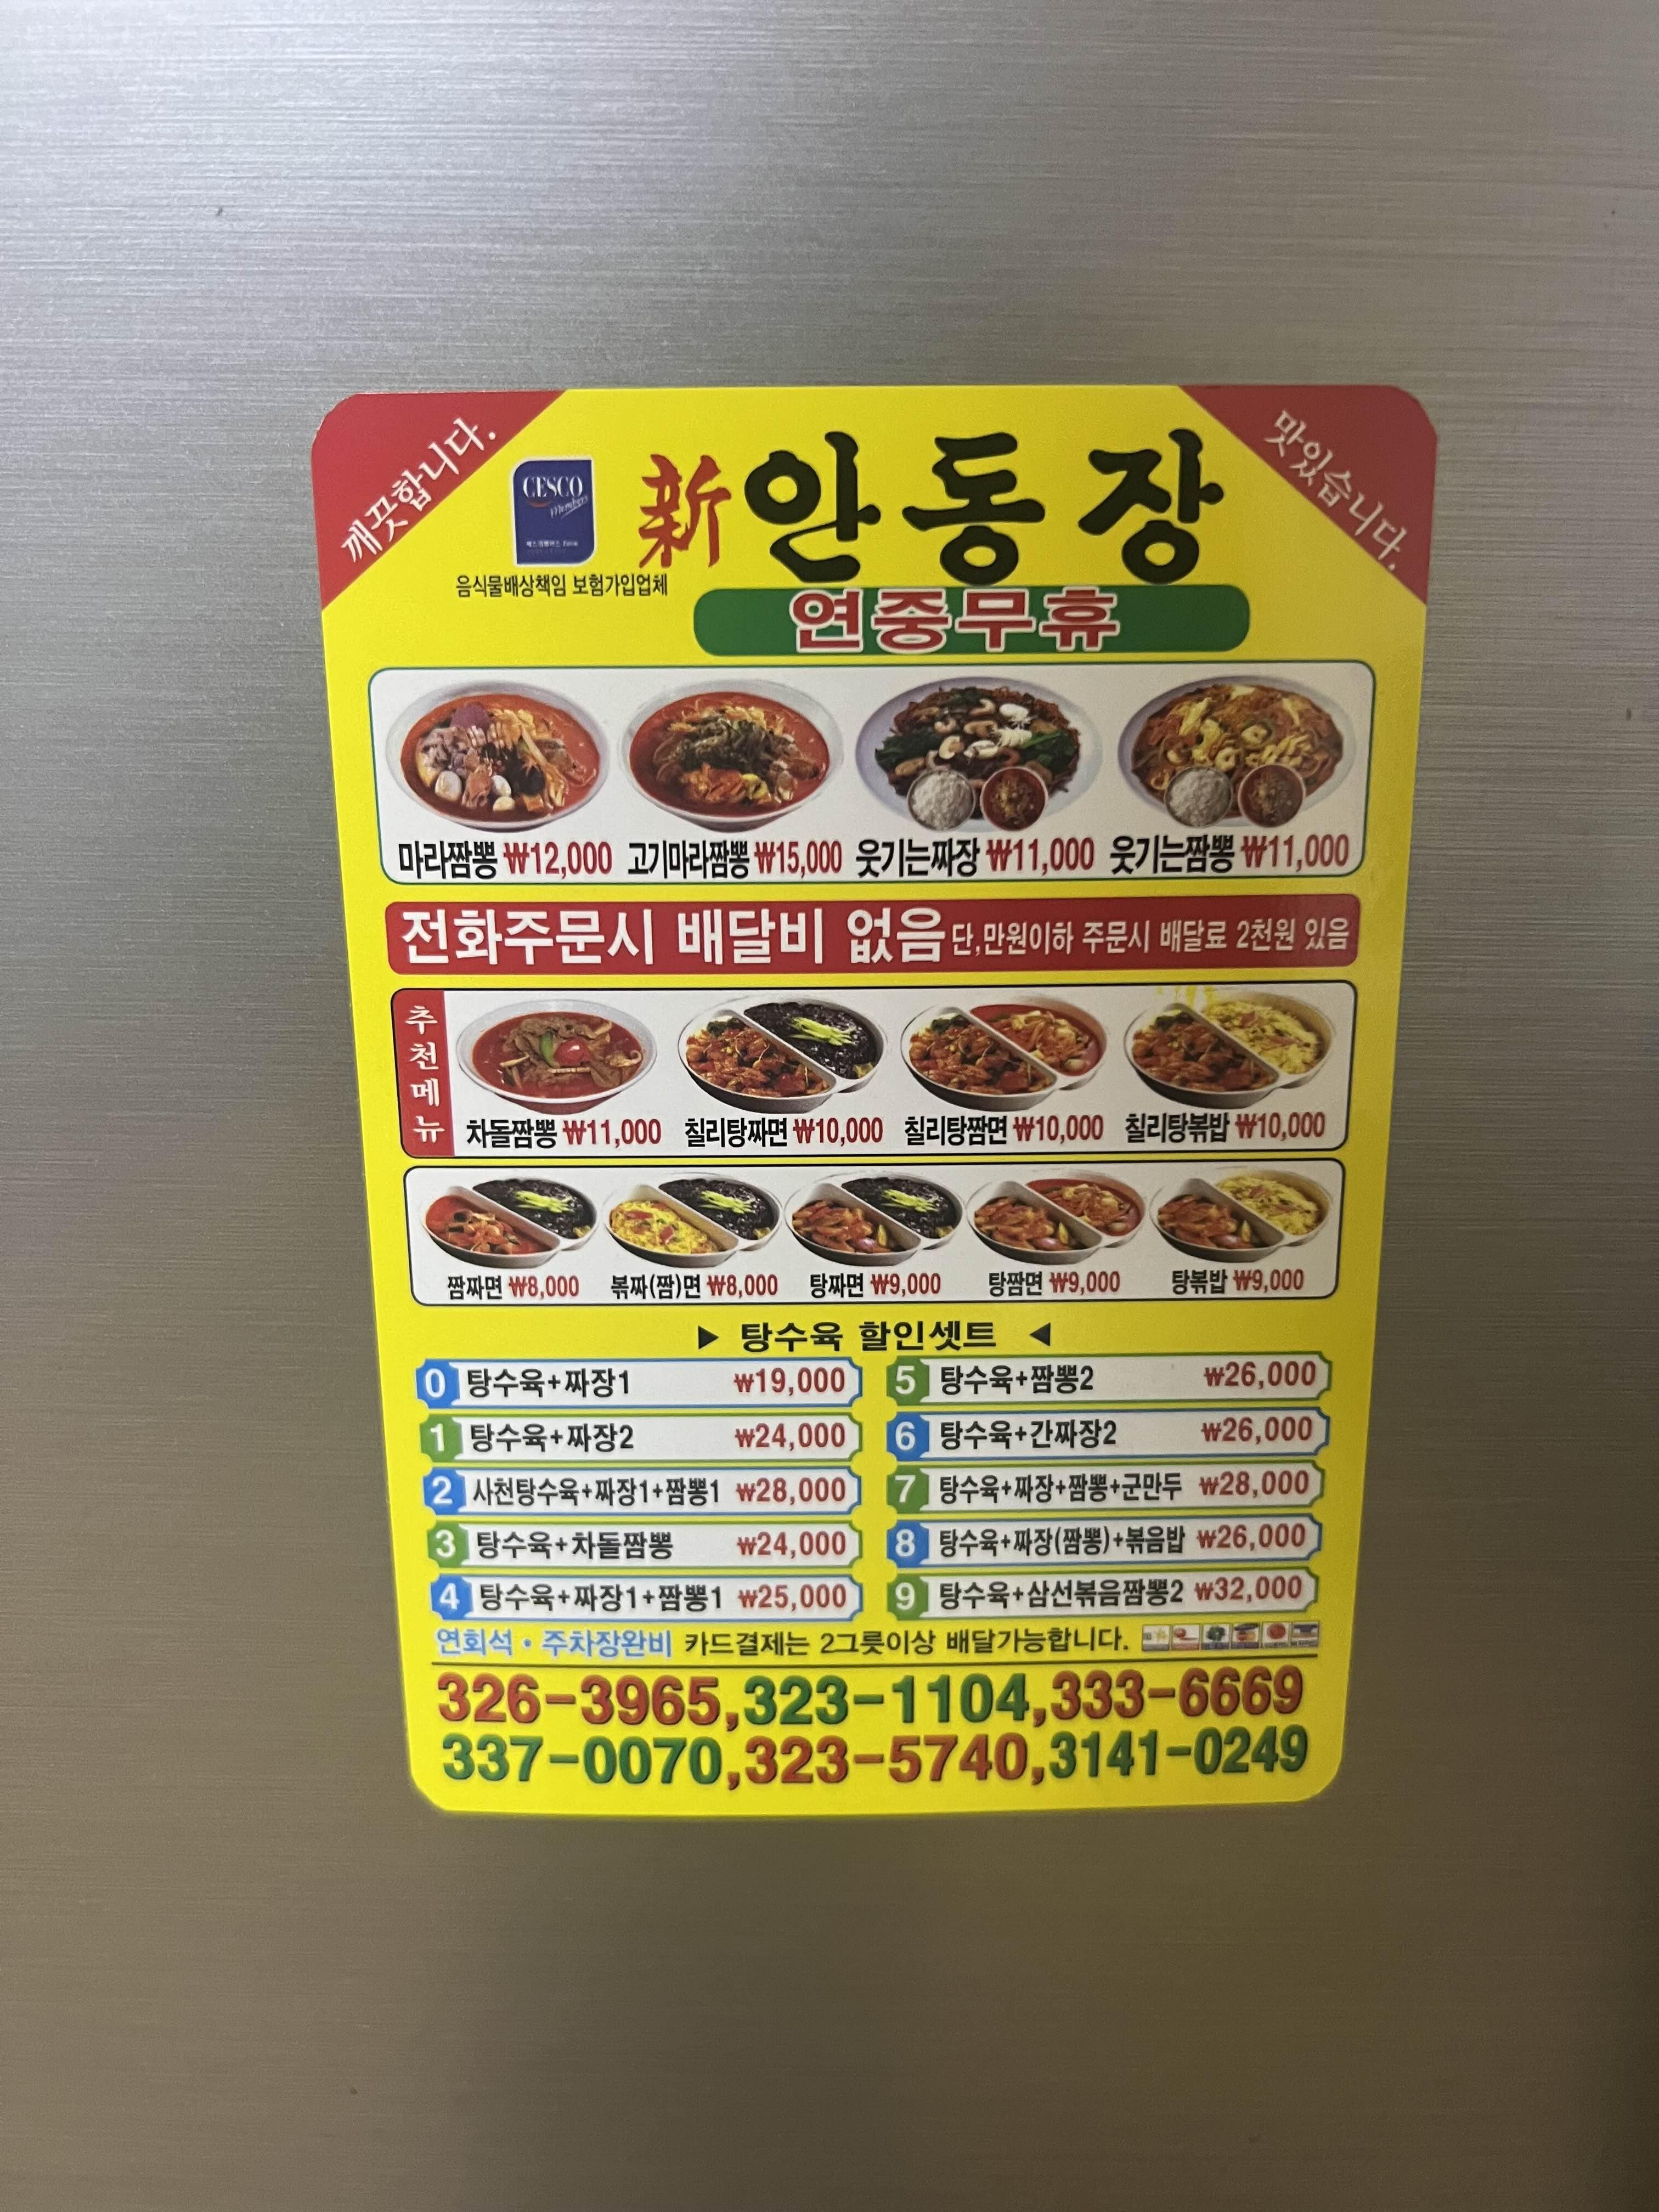 깨끗합니다.
맛있습니다.
CESCO
Members
新안동장
음식물배상책임 보험가입업체
연중무휴
마라짬뽕 ₩12,000 고기마라짬뽕 ₩15,000 웃기는짜장 ₩11,000 웃기는짬뽕 ₩11,000
전화주문시 배달비 없음 단,만원이하 주문시 배달료 2천원 있음
추천메뉴
차돌짬뽕 ₩11,000 칠리탕짜면 ₩10,000 칠리탕짬면 ₩10,000 칠리탕볶밥 ₩10,000
짬짜면 ₩8,000 볶짜(짬)면 ₩8,000 탕짜면 ₩9,000 탕짬면 ₩9,000 탕볶밥 ₩9,000
▶ 탕수육 할인셋트 ◀
0 탕수육+짜장1 ₩19,000
1 탕수육+짜장2 ₩24,000
2 사천탕수육+짜장1+짬뽕1 ₩28,000
3 탕수육+차돌짬뽕 ₩24,000
4 탕수육+짜장1+짬뽕1 ₩25,000
5 탕수육+짬뽕2 ₩26,000
6 탕수육+간짜장2 ₩26,000
7 탕수육+짜장+짬뽕+군만두 ₩28,000
8 탕수육+짜장(짬뽕)+볶음밥 ₩26,000
9 탕수육+삼선볶음짬뽕2 ₩32,000
연회석·주차장완비 카드결제는 2그릇이상 배달가능합니다.
326-3965,323-1104,333-6669
337-0070,323-5740,3141-0249